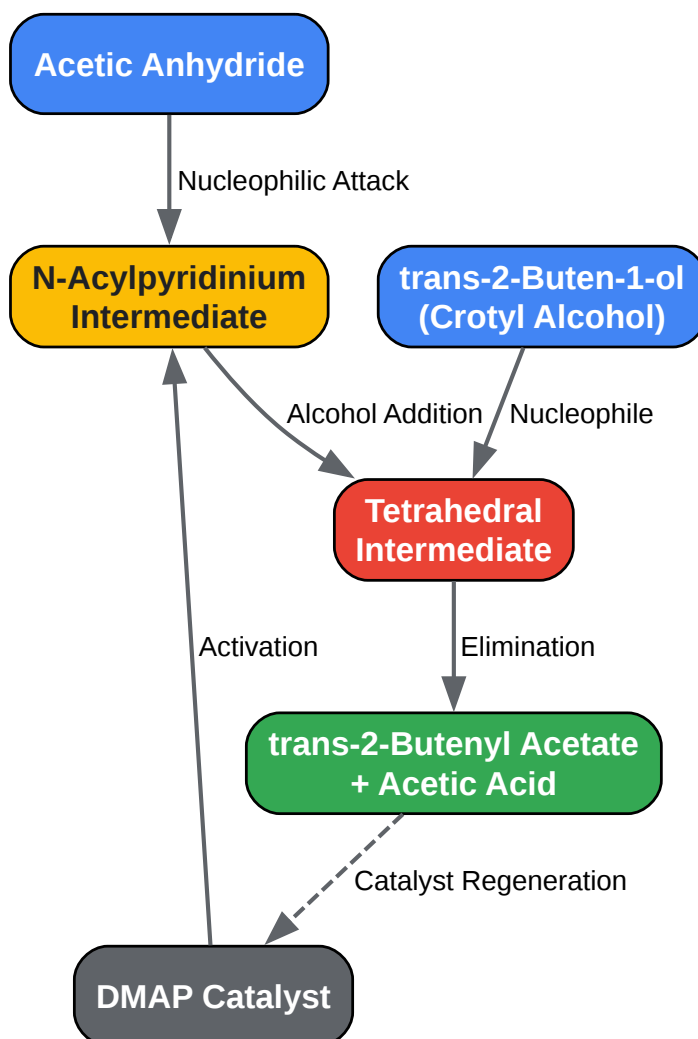 Acetic Anhydride
Nucleophilic Attack
N-Acylpyridinium
Intermediate
trans-2-Buten-1-ol
(Crotyl Alcohol)
Alcohol Addition
Nucleophile
Tetrahedral
Intermediate
Activation
Elimination
trans-2-Butenyl Acetate
+ Acetic Acid
Catalyst Regeneration
DMAP Catalyst